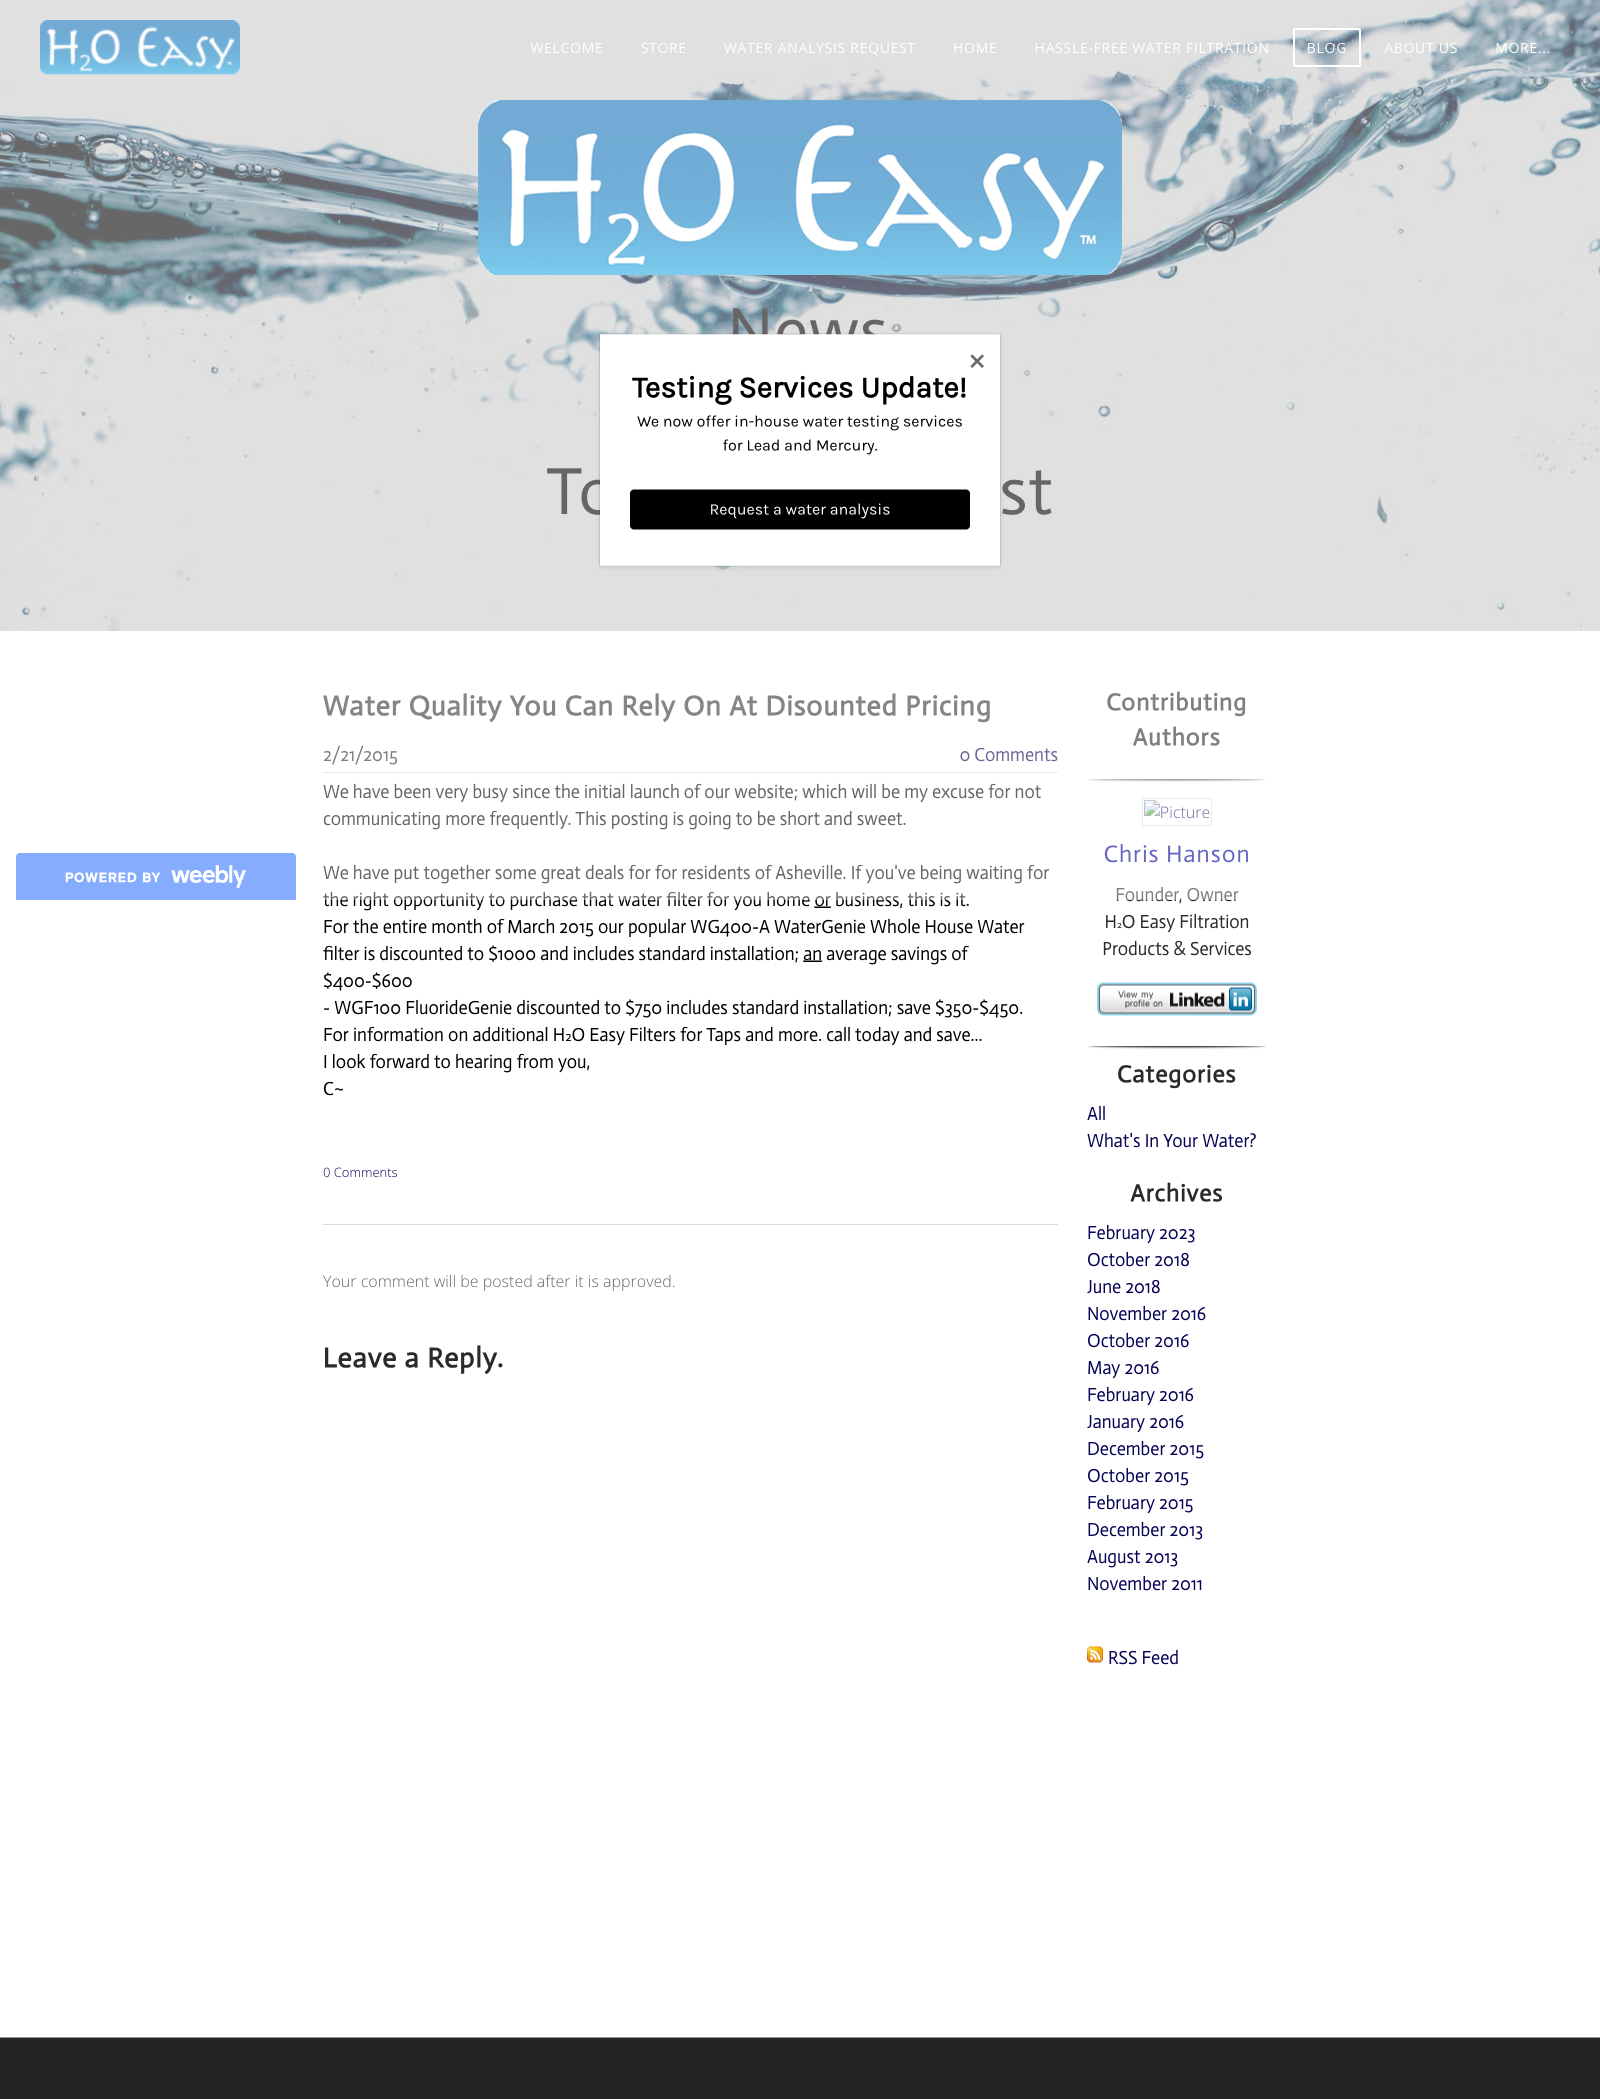 H2O Easy™
WELCOME STORE WATER ANALYSIS REQUEST HOME HASSLE-FREE WATER FILTRATION BLOG ABOUT US MORE...
H2O Easy™
News
Testing Services Update!
We now offer in-house water testing services
for Lead and Mercury.
Request a water analysis
Water Quality You Can Rely On At Disounted Pricing
2/21/2015
0 Comments
We have been very busy since the initial launch of our website; which will be my excuse for not
communicating more frequently. This posting is going to be short and sweet.
We have put together some great deals for for residents of Asheville. If you've being waiting for
the right opportunity to purchase that water filter for you home or business, this is it.
For the entire month of March 2015 our popular WG400-A WaterGenie Whole House Water
filter is discounted to $1000 and includes standard installation; an average savings of
$400-$600
- WGF100 FluorideGenie discounted to $750 includes standard installation; save $350-$450.
For information on additional H2O Easy Filters for Taps and more. call today and save...
I look forward to hearing from you,
C~
0 Comments
Your comment will be posted after it is approved.
Leave a Reply.
Contributing
Authors
Picture
Chris Hanson
Founder, Owner
H2O Easy Filtration
Products & Services
View my
profile on
Linked in
Categories
All
What's In Your Water?
Archives
February 2023
October 2018
June 2018
November 2016
October 2016
May 2016
February 2016
January 2016
December 2015
October 2015
February 2015
December 2013
August 2013
November 2011
RSS Feed
POWERED BY weebly